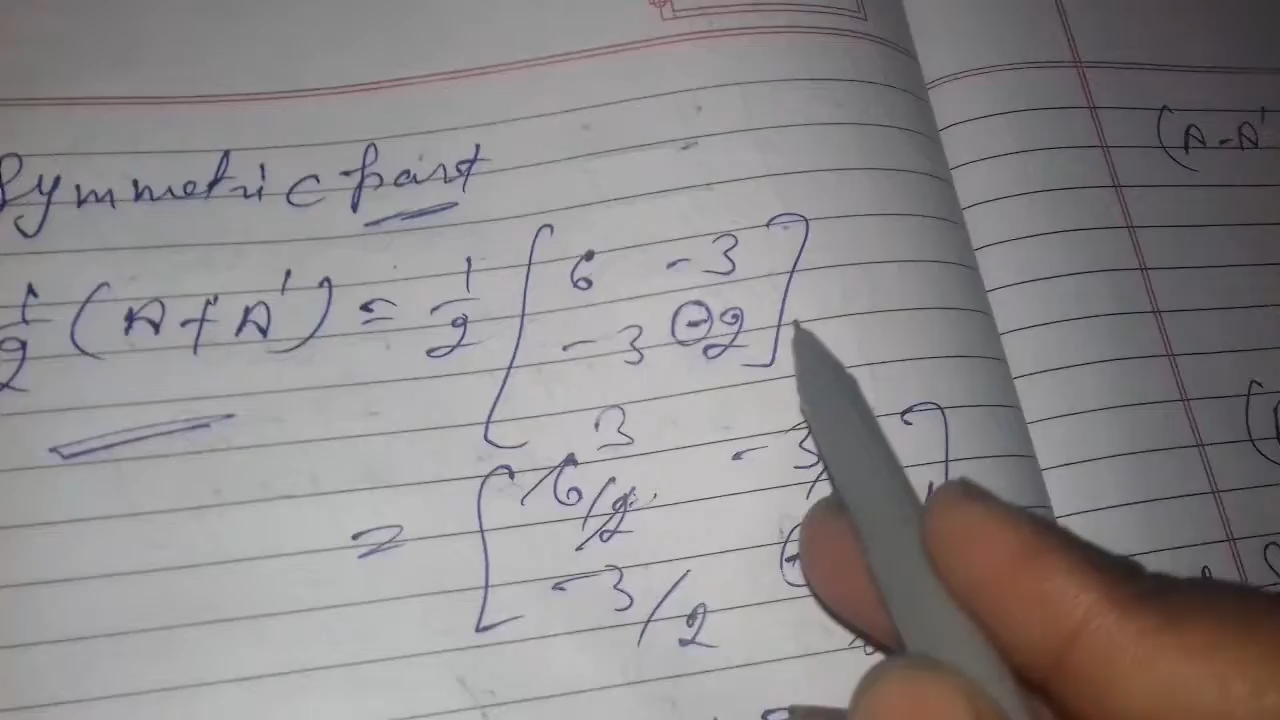 Symmetric part
1/2 (A + A') = 1/2 [ 6 -3
-3 -2 ]
= [ 6/2 3 -3/
-3/2
(A-A'